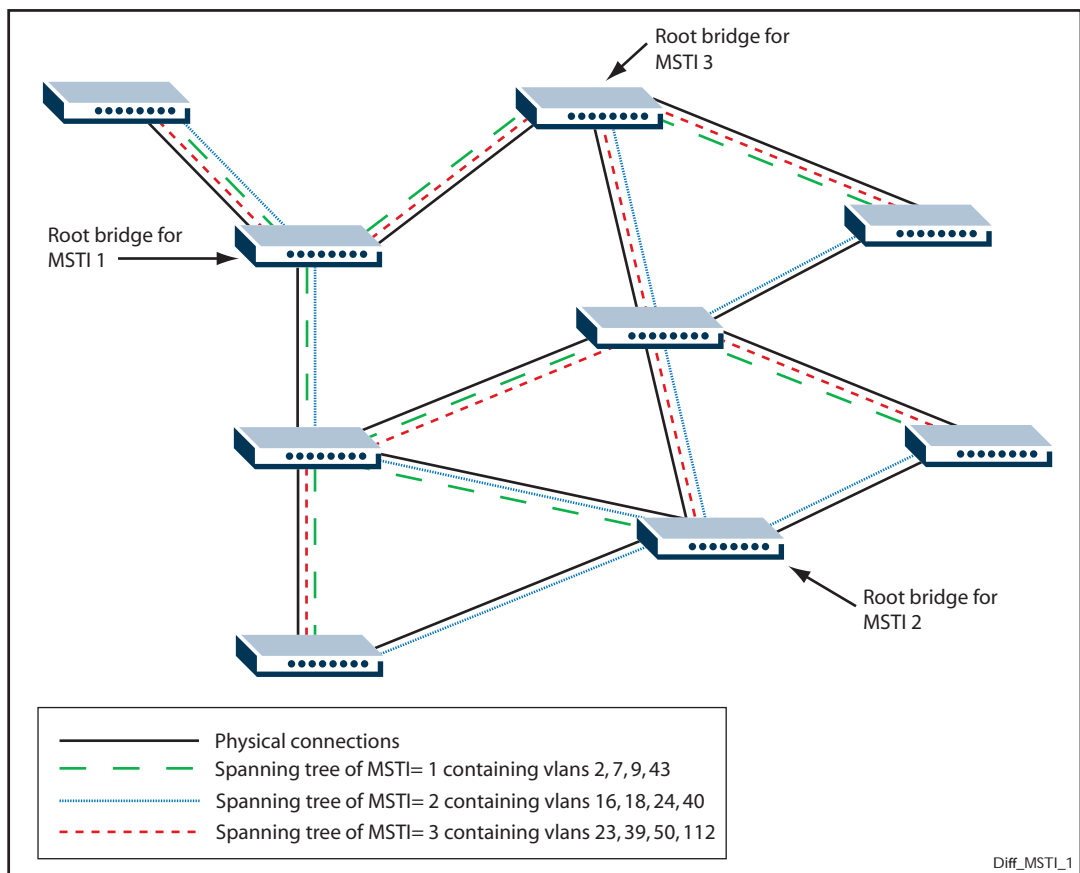 Root bridge for
MSTI 3
Root bridge for
MSTI 1
Root bridge for
MSTI 2
Physical connections
Spanning tree of MSTI= 1 containing vlans 2, 7, 9, 43
Spanning tree of MSTI= 2 containing vlans 16, 18, 24, 40
Spanning tree of MSTI= 3 containing vlans 23, 39, 50, 112
Diff_MSTI_1